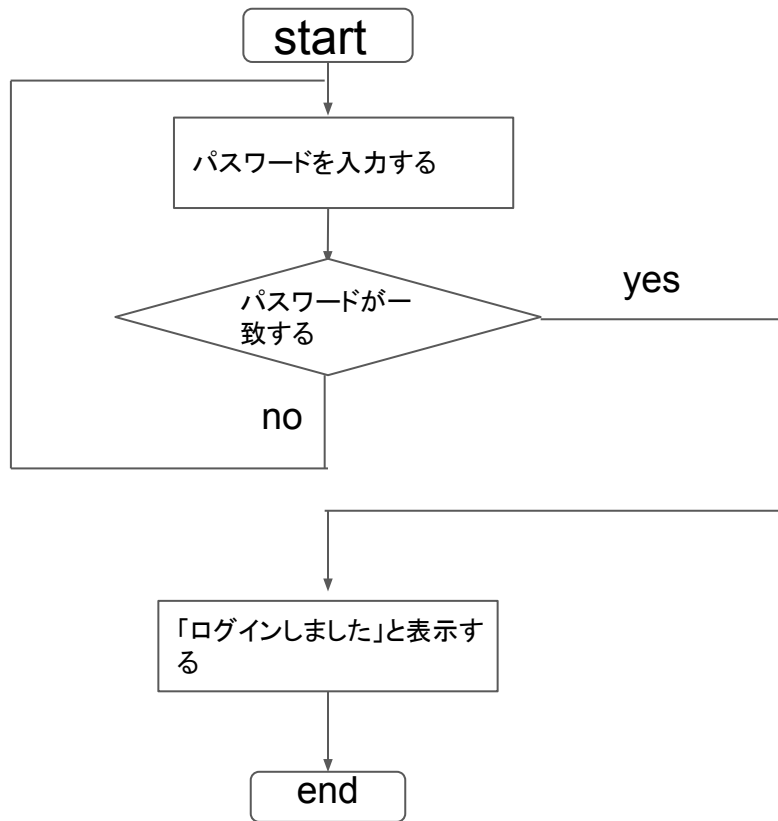 start
パスワードを入力する
パスワードが一
致する
yes
no
「ログインしました」と表示す
る
end